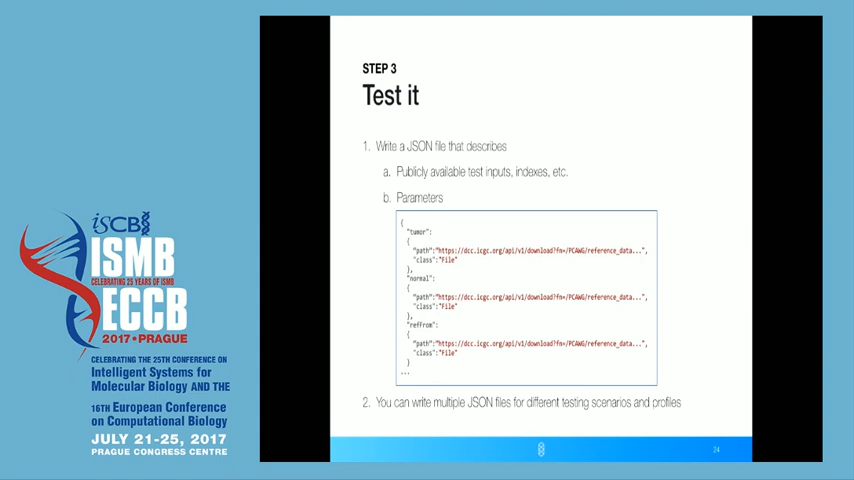 STEP 3
Test it
1. Write a JSON file that describes
a. Publicly available test inputs, indexes, etc.
b. Parameters
{
"tumor":
{
"path":"https://dcc.icgc.org/api/v1/download?fn=/PCAWG/reference_data...",
"class":"File"
},
"normal":
{
"path":"https://dcc.icgc.org/api/v1/download?fn=/PCAWG/reference_data...",
"class":"File"
},
"refFrom":
{
"path":"https://dcc.icgc.org/api/v1/download?fn=/PCAWG/reference_data...",
"class":"File"
}
...
2. You can write multiple JSON files for different testing scenarios and profiles
24
iSCB
ISMB
CELEBRATING 25 YEARS OF ISMB
ECCB
2017 • PRAGUE
CELEBRATING THE 25TH CONFERENCE ON
Intelligent Systems for
Molecular Biology AND THE
16TH European Conference
on Computational Biology
JULY 21-25, 2017
PRAGUE CONGRESS CENTRE